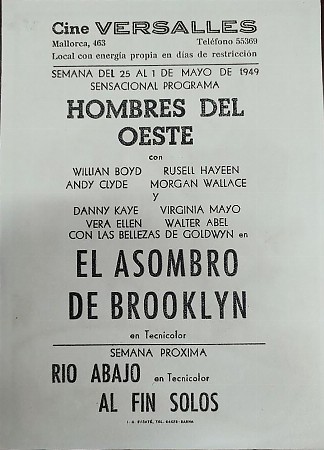 Cine VERSALLES
Mallorca, 463 Teléfono 55369
Local con energía propia en días de restricción
SEMANA DEL 25 AL 1 DE MAYO DE 1949
SENSACIONAL PROGRAMA
HOMBRES DEL
OESTE
con
WILLIAN BOYD RUSELL HAYEEN
ANDY CLYDE MORGAN WALLACE
y
DANNY KAYE VIRGINIA MAYO
VERA ELLEN WALTER ABEL
CON LAS BELLEZAS DE GOLDWYN en
EL ASOMBRO
DE BROOKLYN
en Tecnicolor
SEMANA PROXIMA
RIO ABAJO en Tecnicolor
AL FIN SOLOS